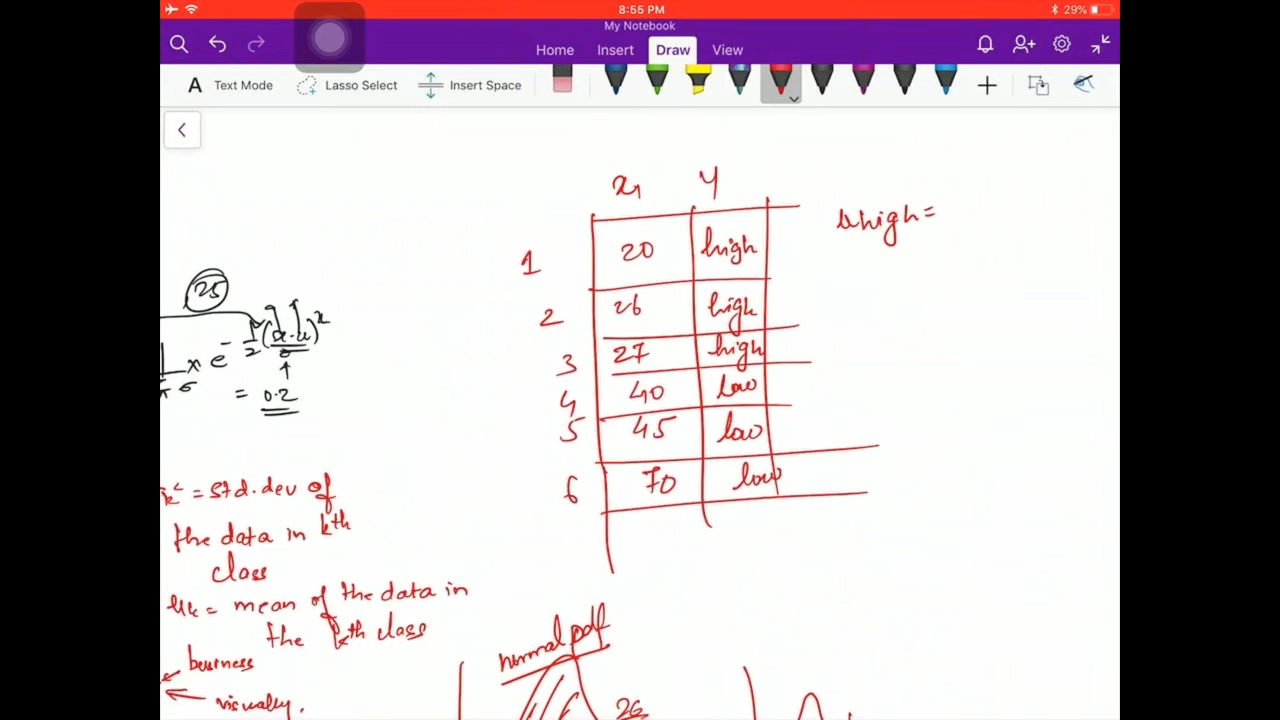 8:55 PM
29%
My Notebook
Home Insert Draw View
A Text Mode Lasso Select Insert Space
x₁ y
1 20 high
2 26 high
3 27 high
4 40 low
5 45 low
6 70 low
μhigh =
25
= 0.2
= std. dev of
the data in kth
class
μk = mean of the data in
the kth class
business
visually.
normal pdf
26